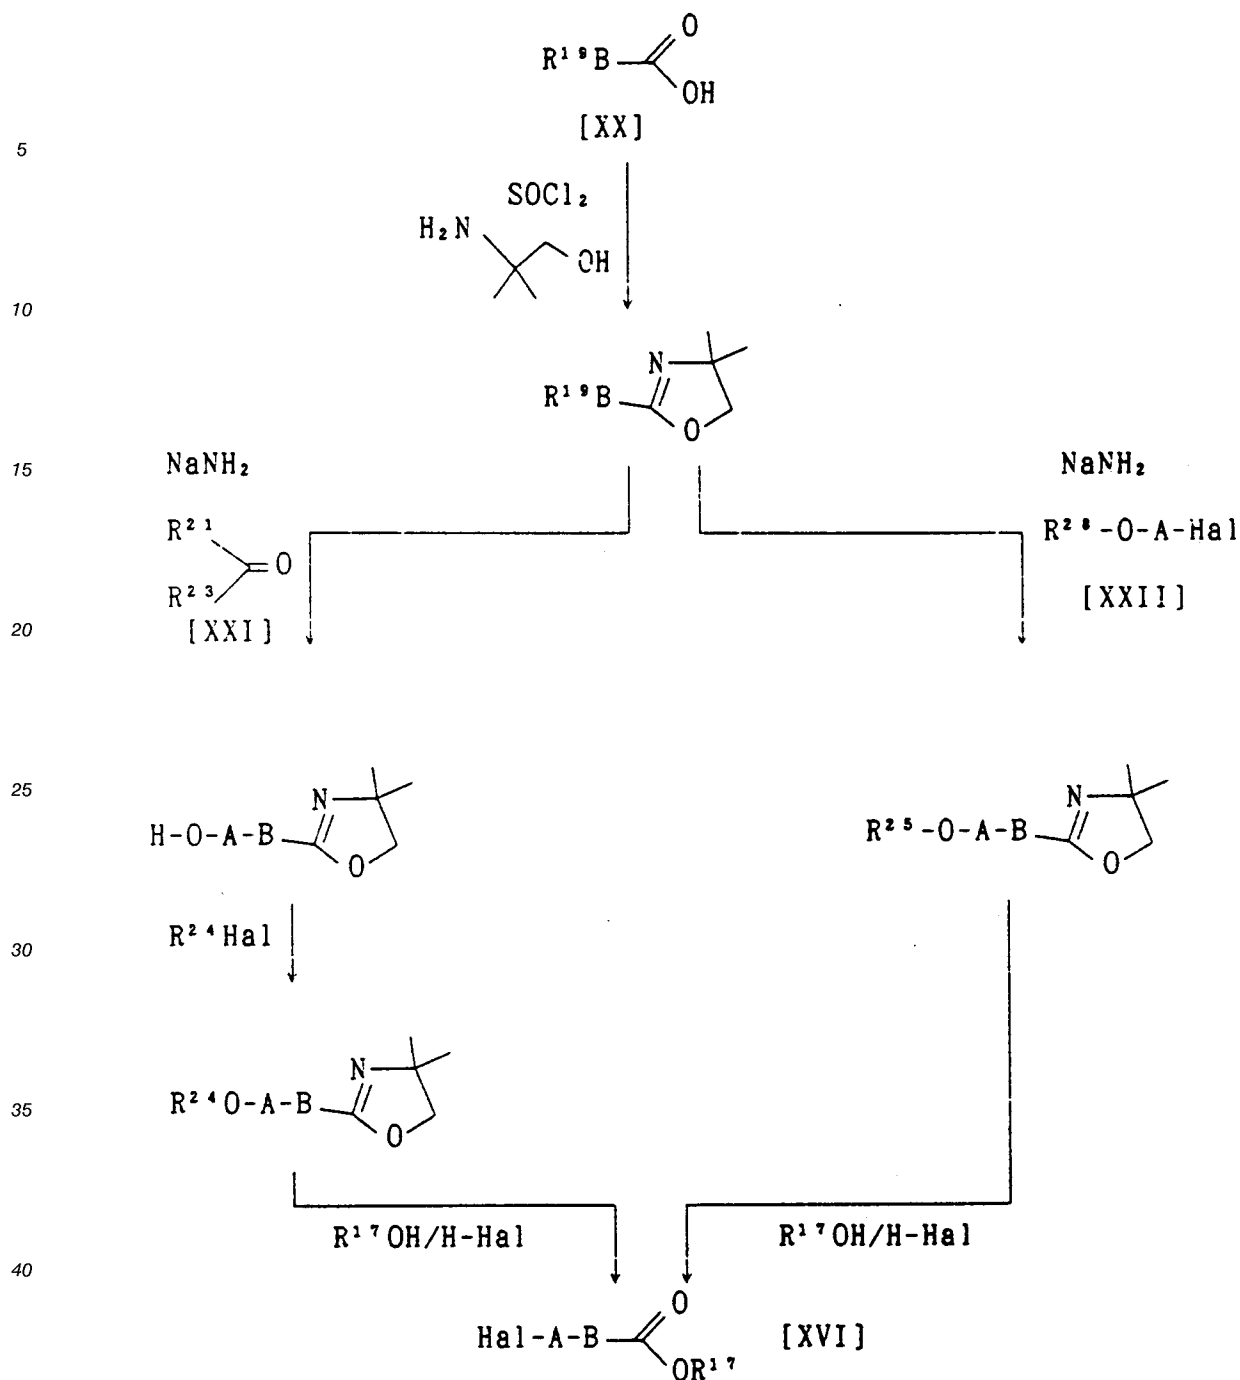 R¹⁹B
O
OH
[XX]
5
SOCl₂
H₂N
OH
10
N
R¹⁹B
O
15
NaNH₂
NaNH₂
R²¹
O
R²³
[XXI]
R²⁸-O-A-Hal
[XXII]
20
25
N
H-O-A-B
O
N
R²⁵-O-A-B
O
R²⁴Hal
30
N
R²⁴O-A-B
O
35
R¹⁷OH/H-Hal
R¹⁷OH/H-Hal
40
O
Hal-A-B
[XVI]
OR¹⁷